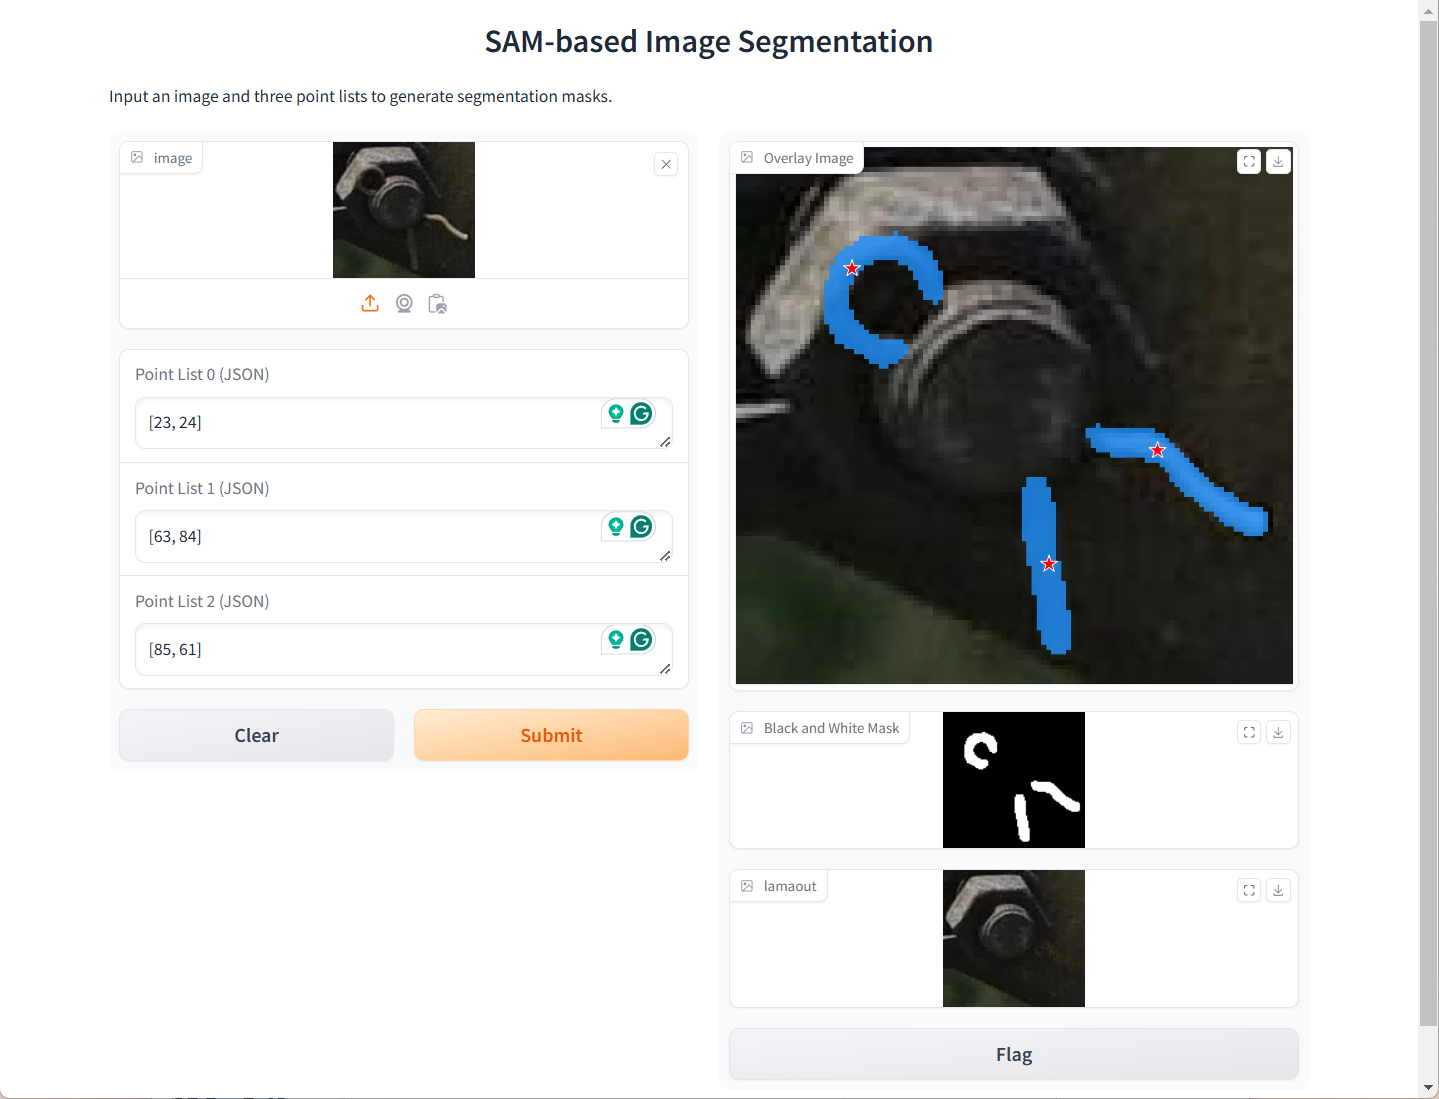 SAM-based Image Segmentation
Input an image and three point lists to generate segmentation masks.
image
Point List 0 (JSON)
[23, 24]
Point List 1 (JSON)
[63, 84]
Point List 2 (JSON)
[85, 61]
Clear
Submit
Overlay Image
Black and White Mask
lamaout
Flag